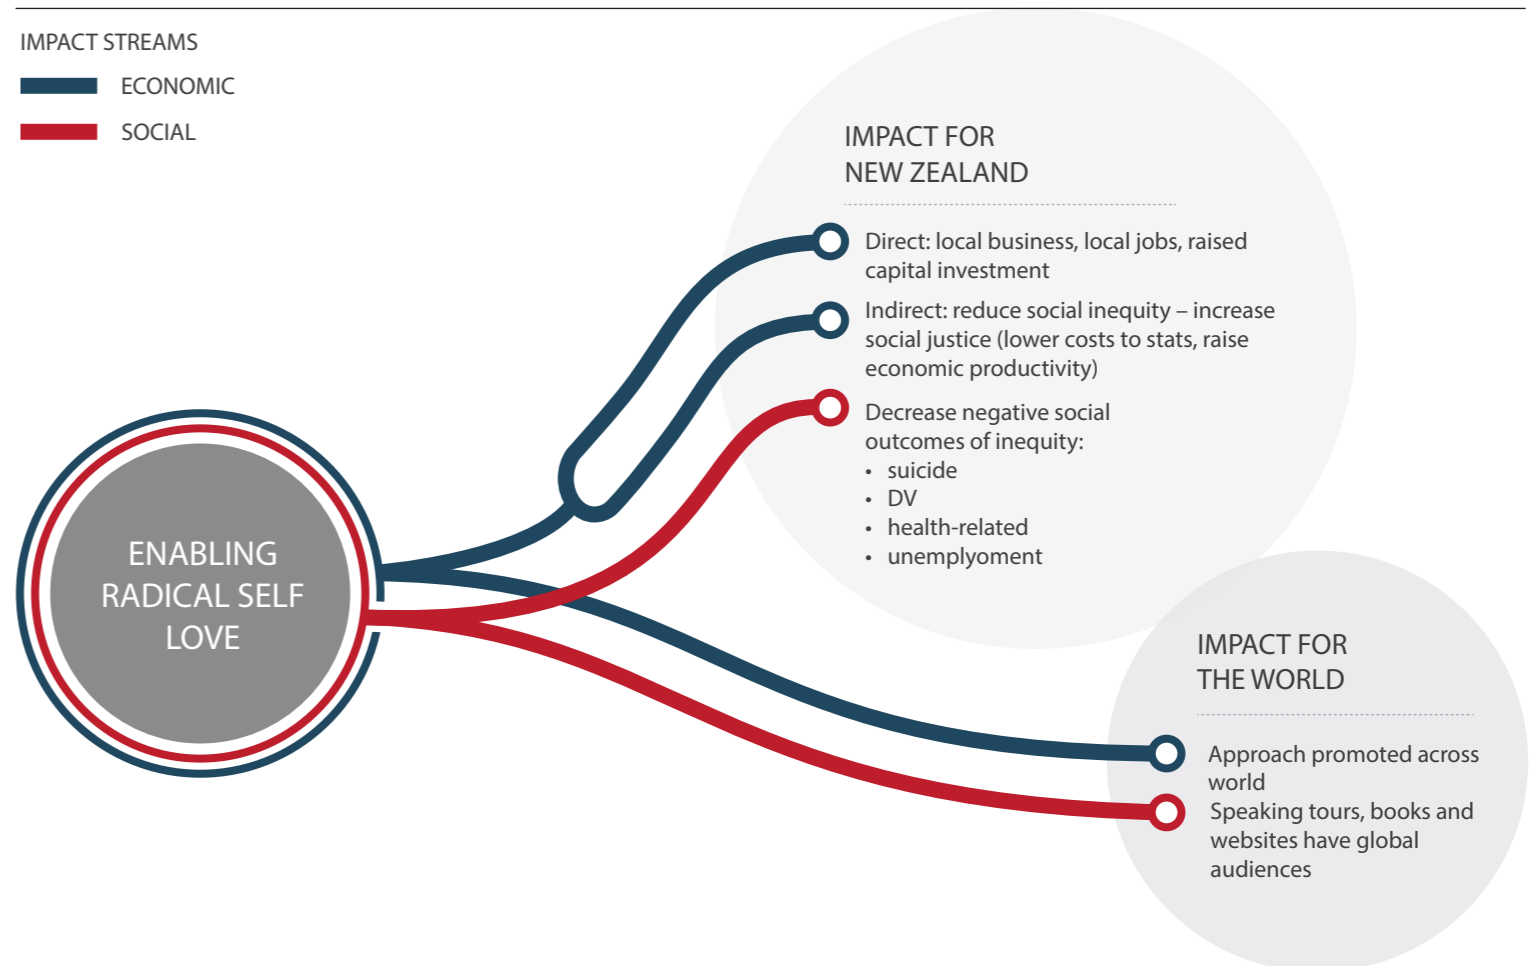 IMPACT STREAMS
ECONOMIC
SOCIAL
IMPACT FOR
NEW ZEALAND
Direct: local business, local jobs, raised
capital investment
Indirect: reduce social inequity – increase
social justice (lower costs to stats, raise
economic productivity)
Decrease negative social
outcomes of inequity:
• suicide
• DV
• health-related
• unemplyoment
ENABLING
RADICAL SELF
LOVE
IMPACT FOR
THE WORLD
Approach promoted across
world
Speaking tours, books and
websites have global
audiences